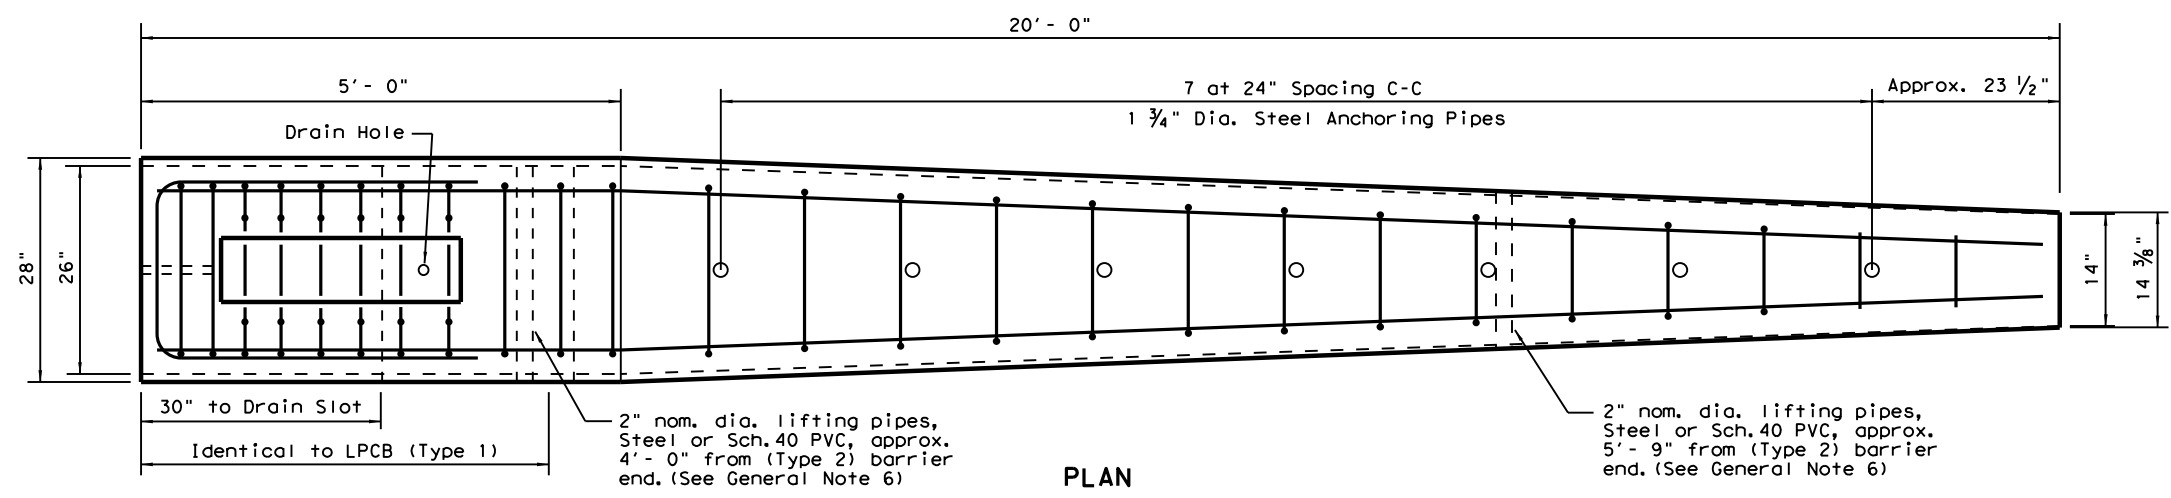 20'- 0"
5'- 0"
7 at 24" Spacing C-C
Approx. 23 ½"
1 ¾" Dia. Steel Anchoring Pipes
Drain Hole
28"
26"
14"
14 ⅜"
30" to Drain Slot
Identical to LPCB (Type 1)
2" nom. dia. lifting pipes,
Steel or Sch.40 PVC, approx.
4'- 0" from (Type 2) barrier
end.(See General Note 6)
PLAN
2" nom. dia. lifting pipes,
Steel or Sch.40 PVC, approx.
5'- 9" from (Type 2) barrier
end.(See General Note 6)